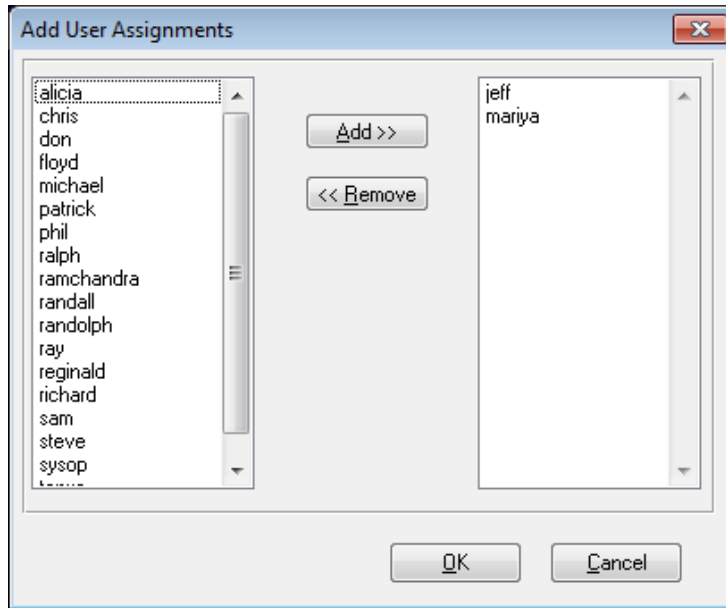 Add User Assignments
alicia
chris
don
floyd
michael
patrick
phil
ralph
ramchandra
randall
randolph
ray
reginald
richard
sam
steve
sysop
Add >>
<< Remove
jeff
mariya
OK
Cancel